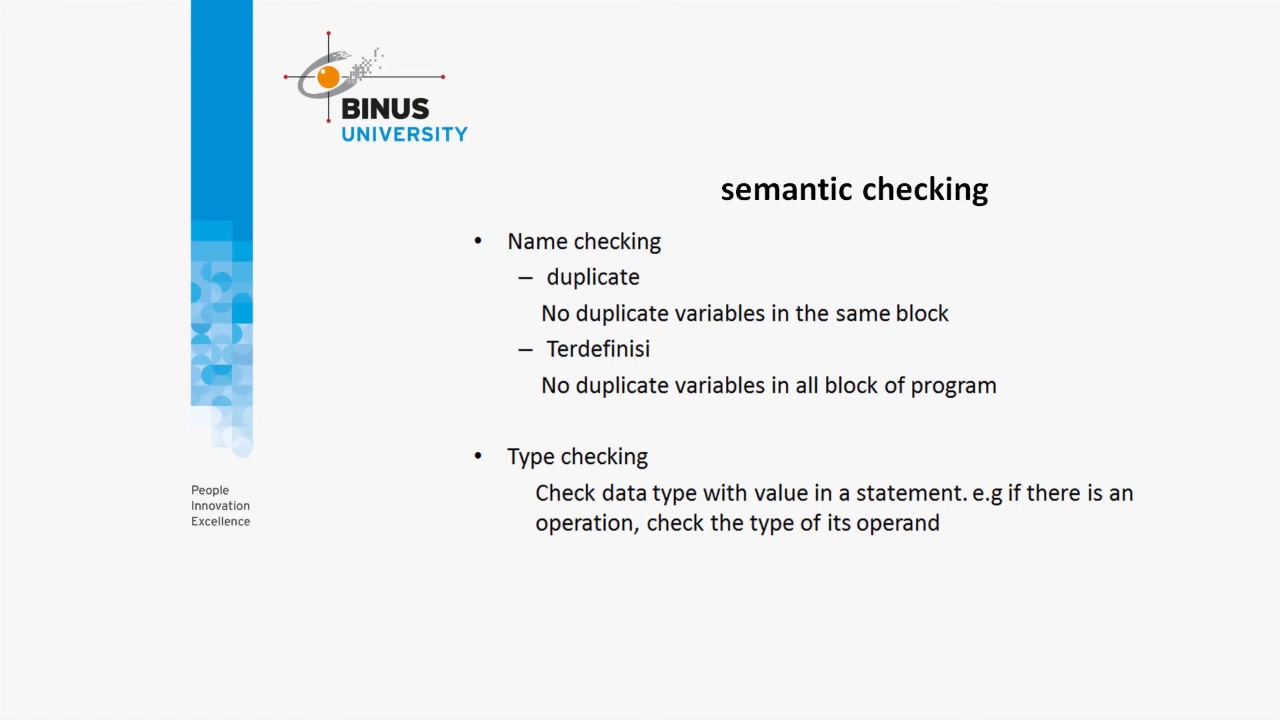 BINUS
UNIVERSITY
semantic checking
• Name checking
– duplicate
No duplicate variables in the same block
– Terdefinisi
No duplicate variables in all block of program
• Type checking
Check data type with value in a statement. e.g if there is an
operation, check the type of its operand
People
Innovation
Excellence